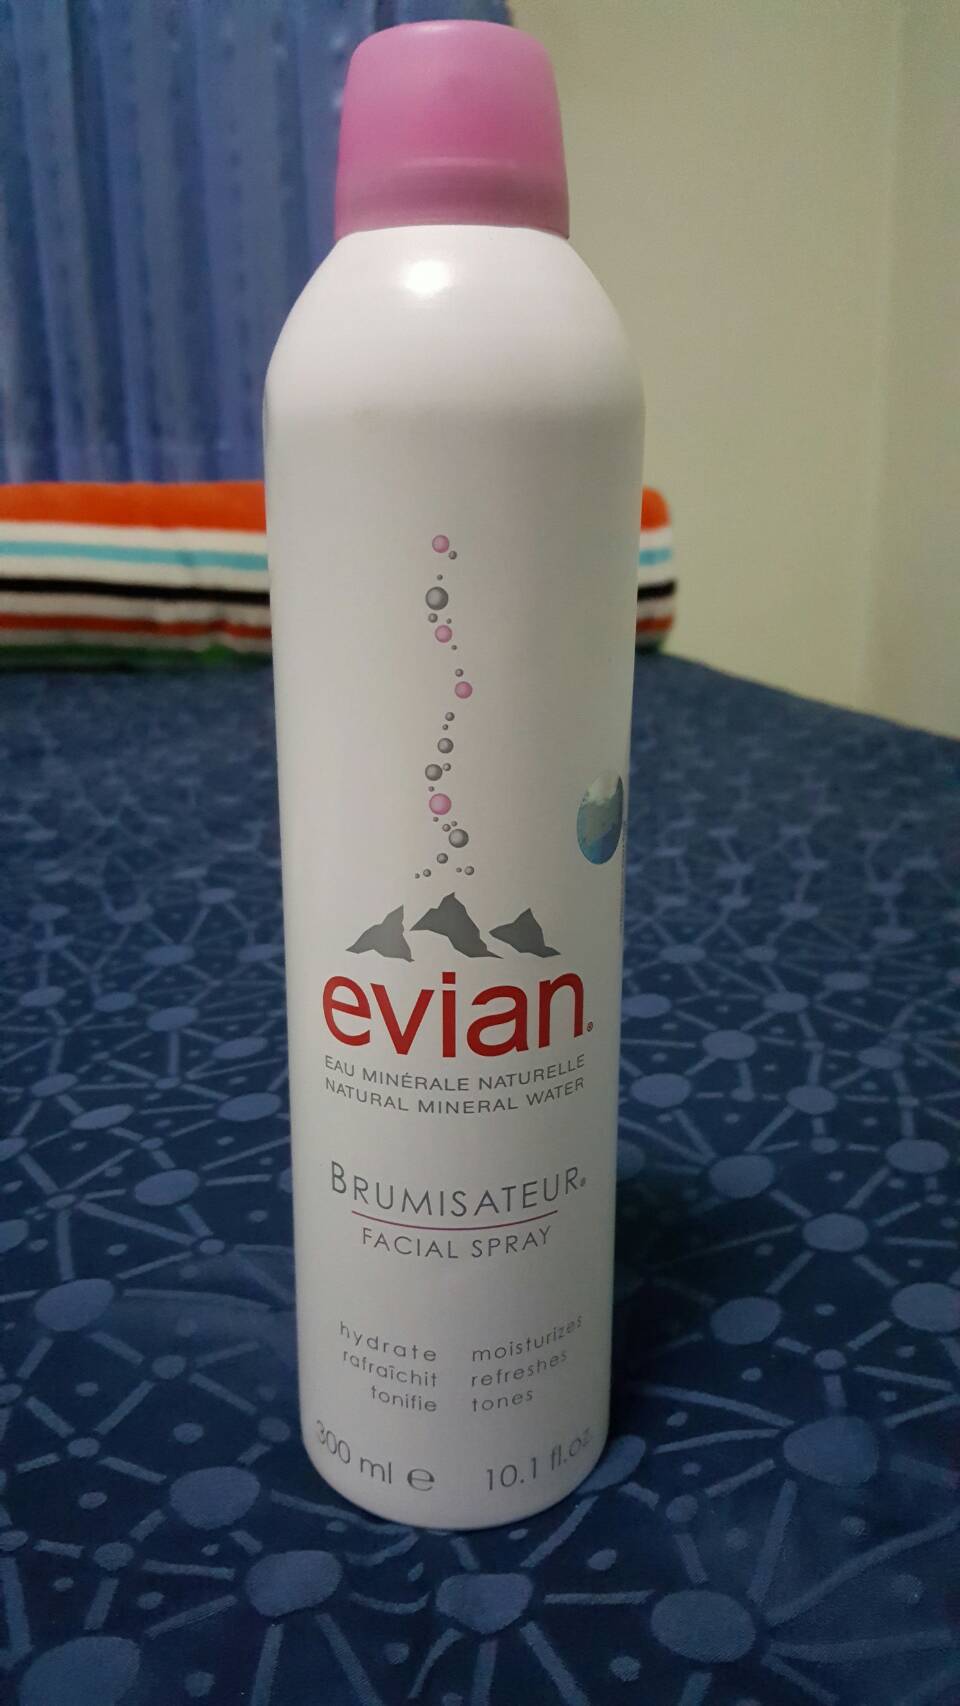 evian®
EAU MINÉRALE NATURELLE
NATURAL MINERAL WATER
BRUMISATEUR®
FACIAL SPRAY
hydrate moisturizes
rafraîchit refreshes
tonifie tones
300 ml ℮ 10.1 fl.oz.